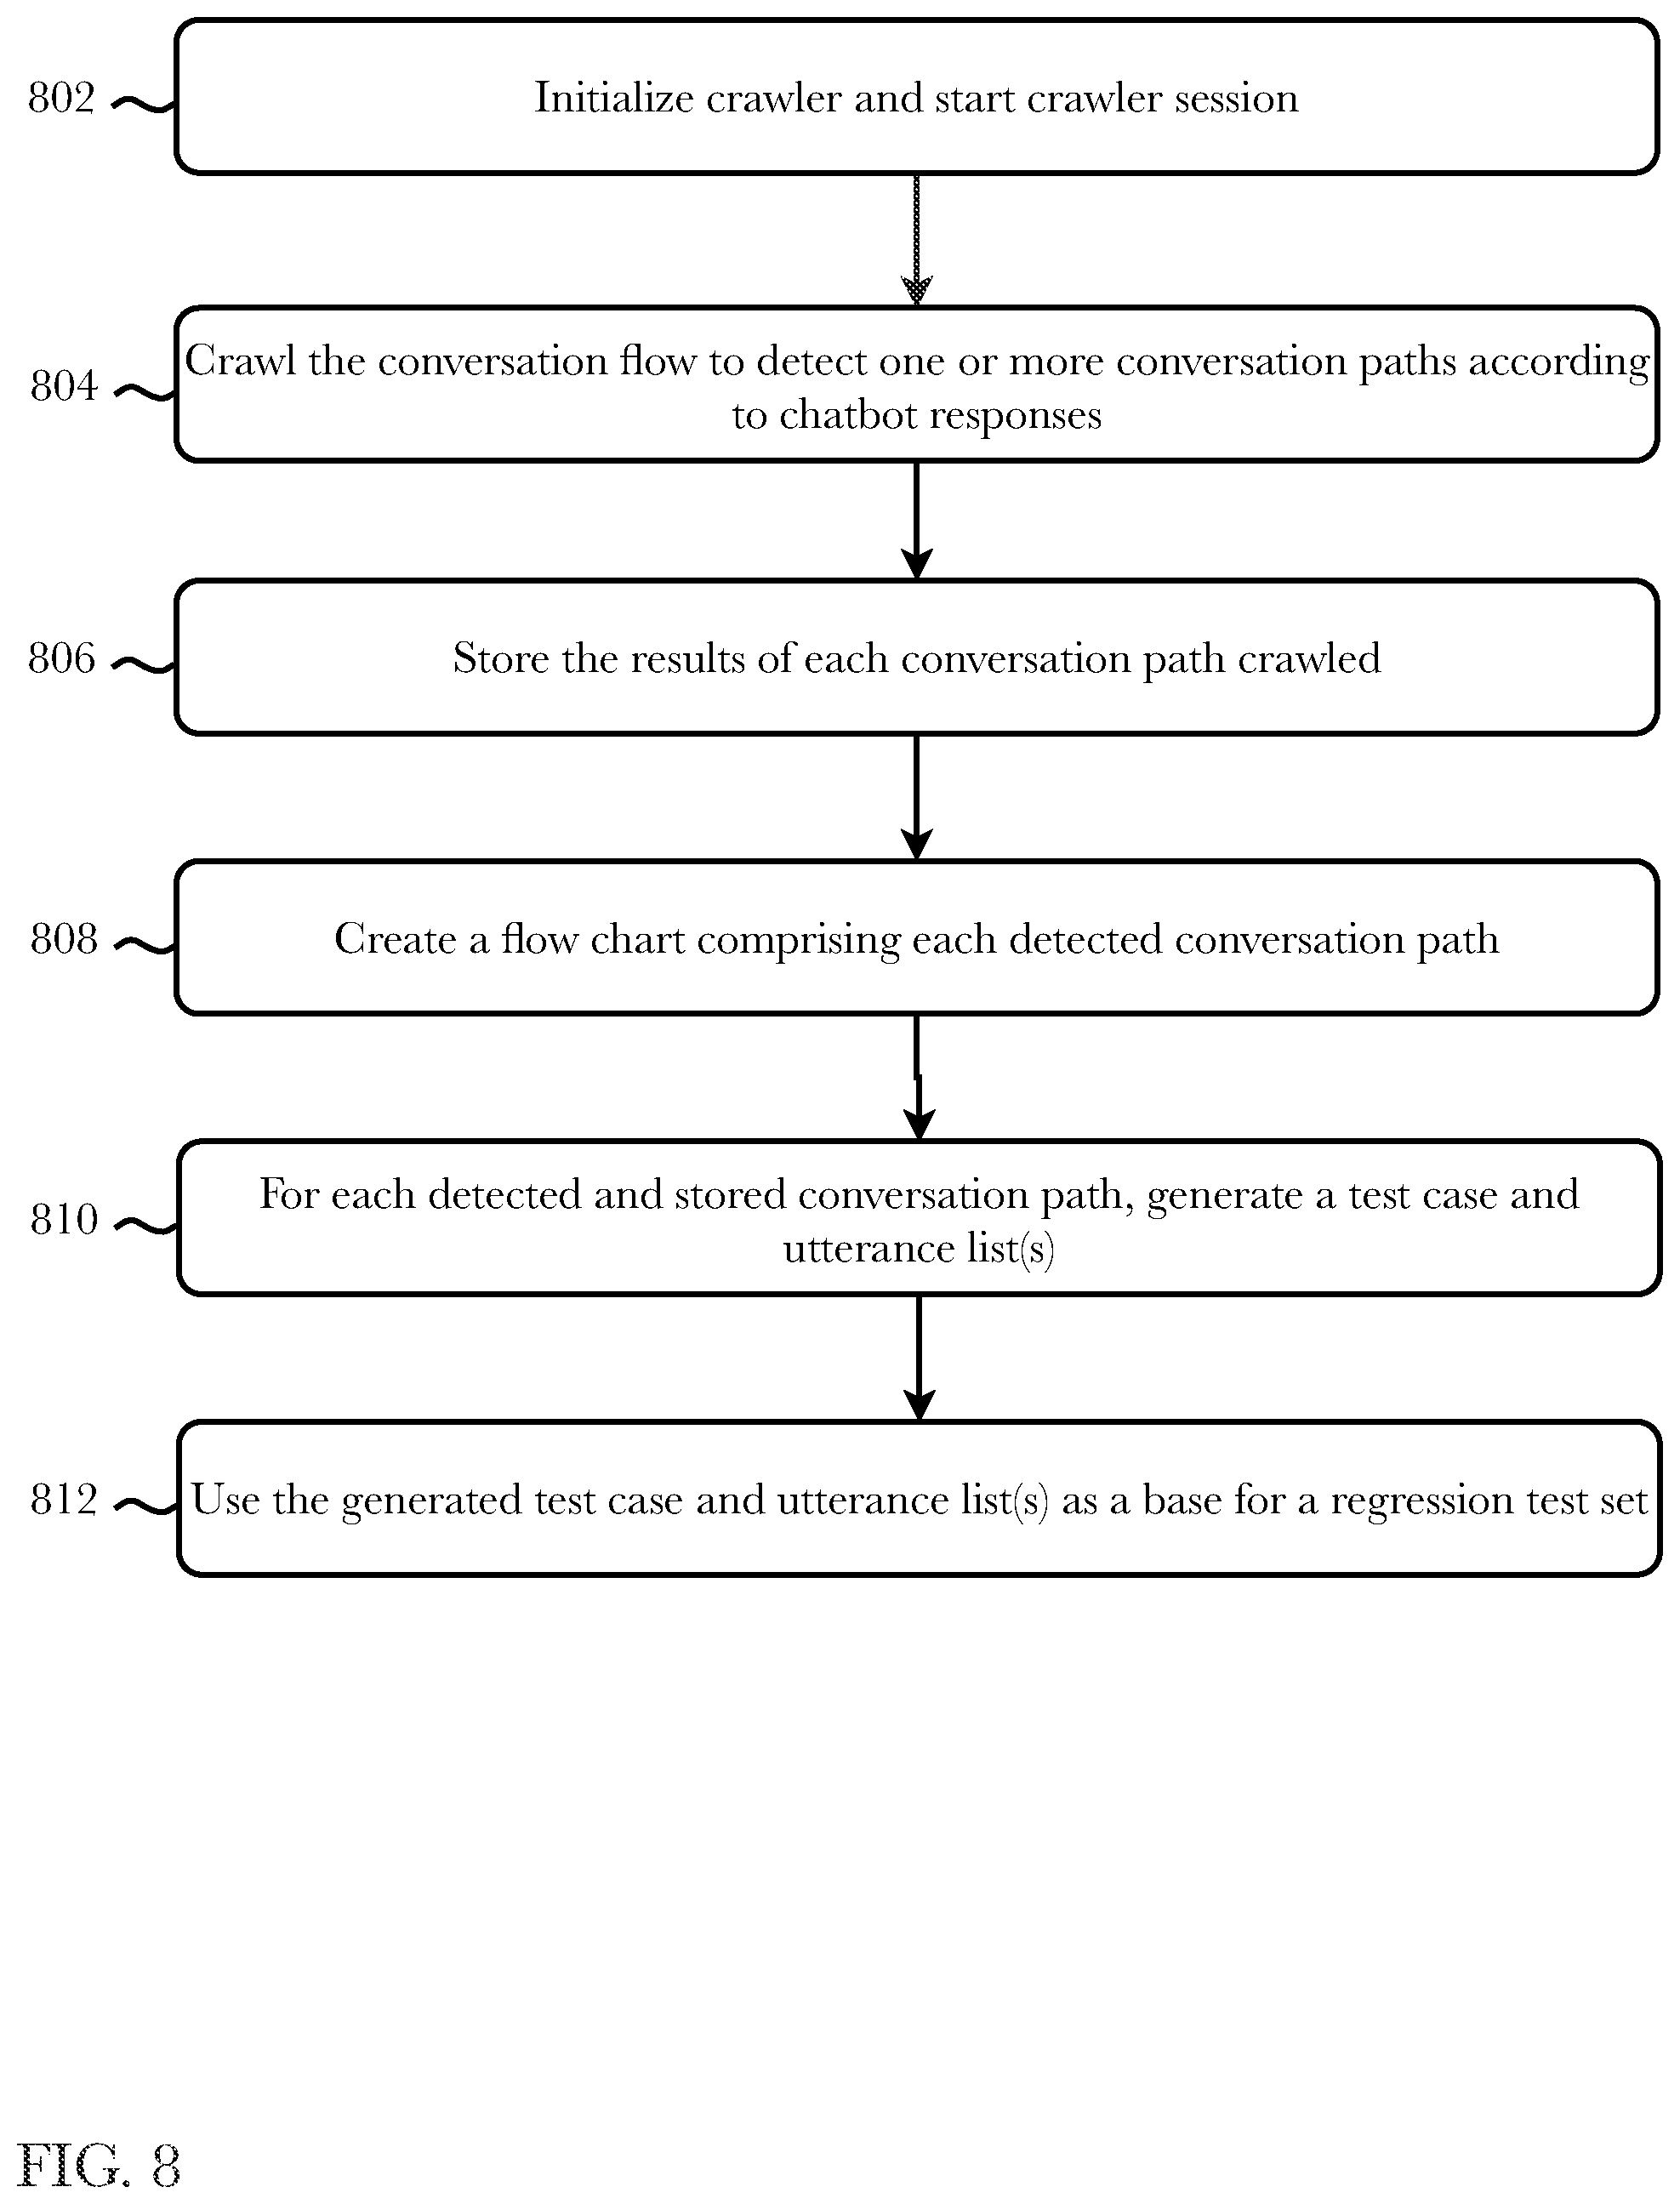 802
Initialize crawler and start crawler session
804
Crawl the conversation flow to detect one or more conversation paths according
to chatbot responses
806
Store the results of each conversation path crawled
808
Create a flow chart comprising each detected conversation path
810
For each detected and stored conversation path, generate a test case and
utterance list(s)
812
Use the generated test case and utterance list(s) as a base for a regression test set
FIG. 8